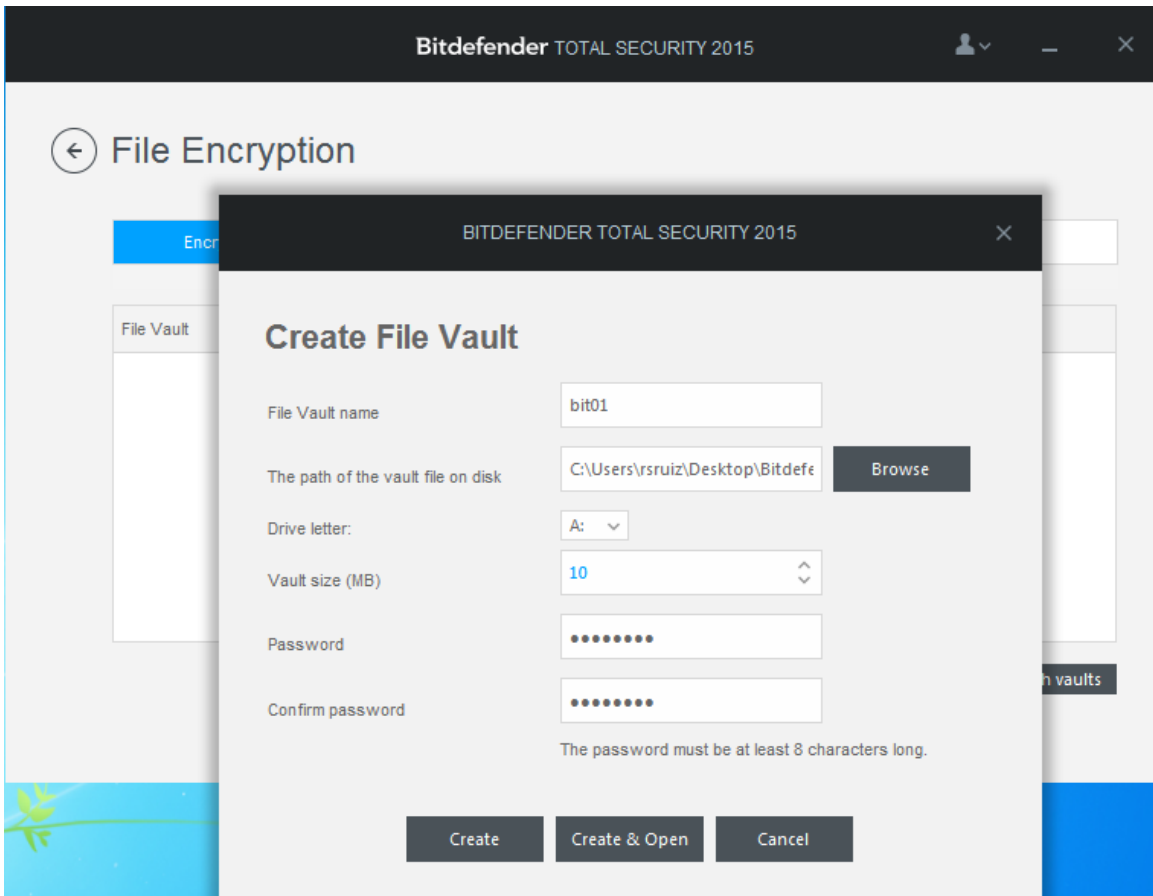 Bitdefender TOTAL SECURITY 2015
File Encryption
BITDEFENDER TOTAL SECURITY 2015
File Vault
Create File Vault
File Vault name
bit01
The path of the vault file on disk
C:\Users\rsruiz\Desktop\Bitdefe
Browse
Drive letter:
A:
Vault size (MB)
10
Password
••••••••
Confirm password
••••••••
vaults
The password must be at least 8 characters long.
Create
Create & Open
Cancel